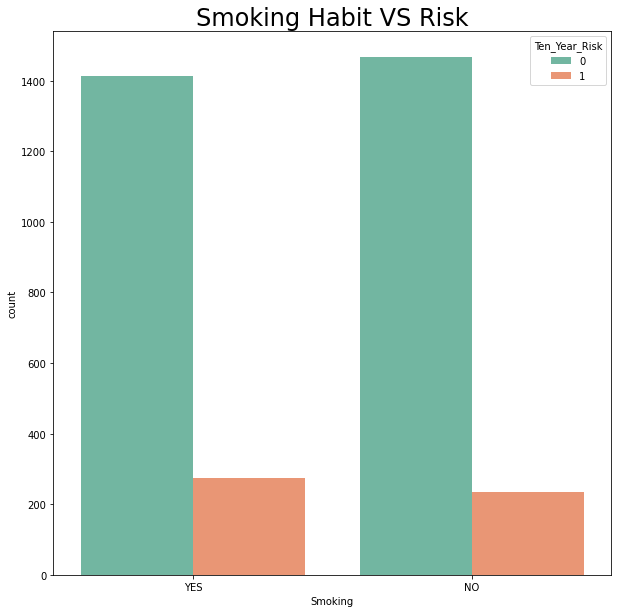 Smoking Habit VS Risk
Ten_Year_Risk
0
1
1400
1200
1000
800
600
400
200
0
count
YES
NO
Smoking